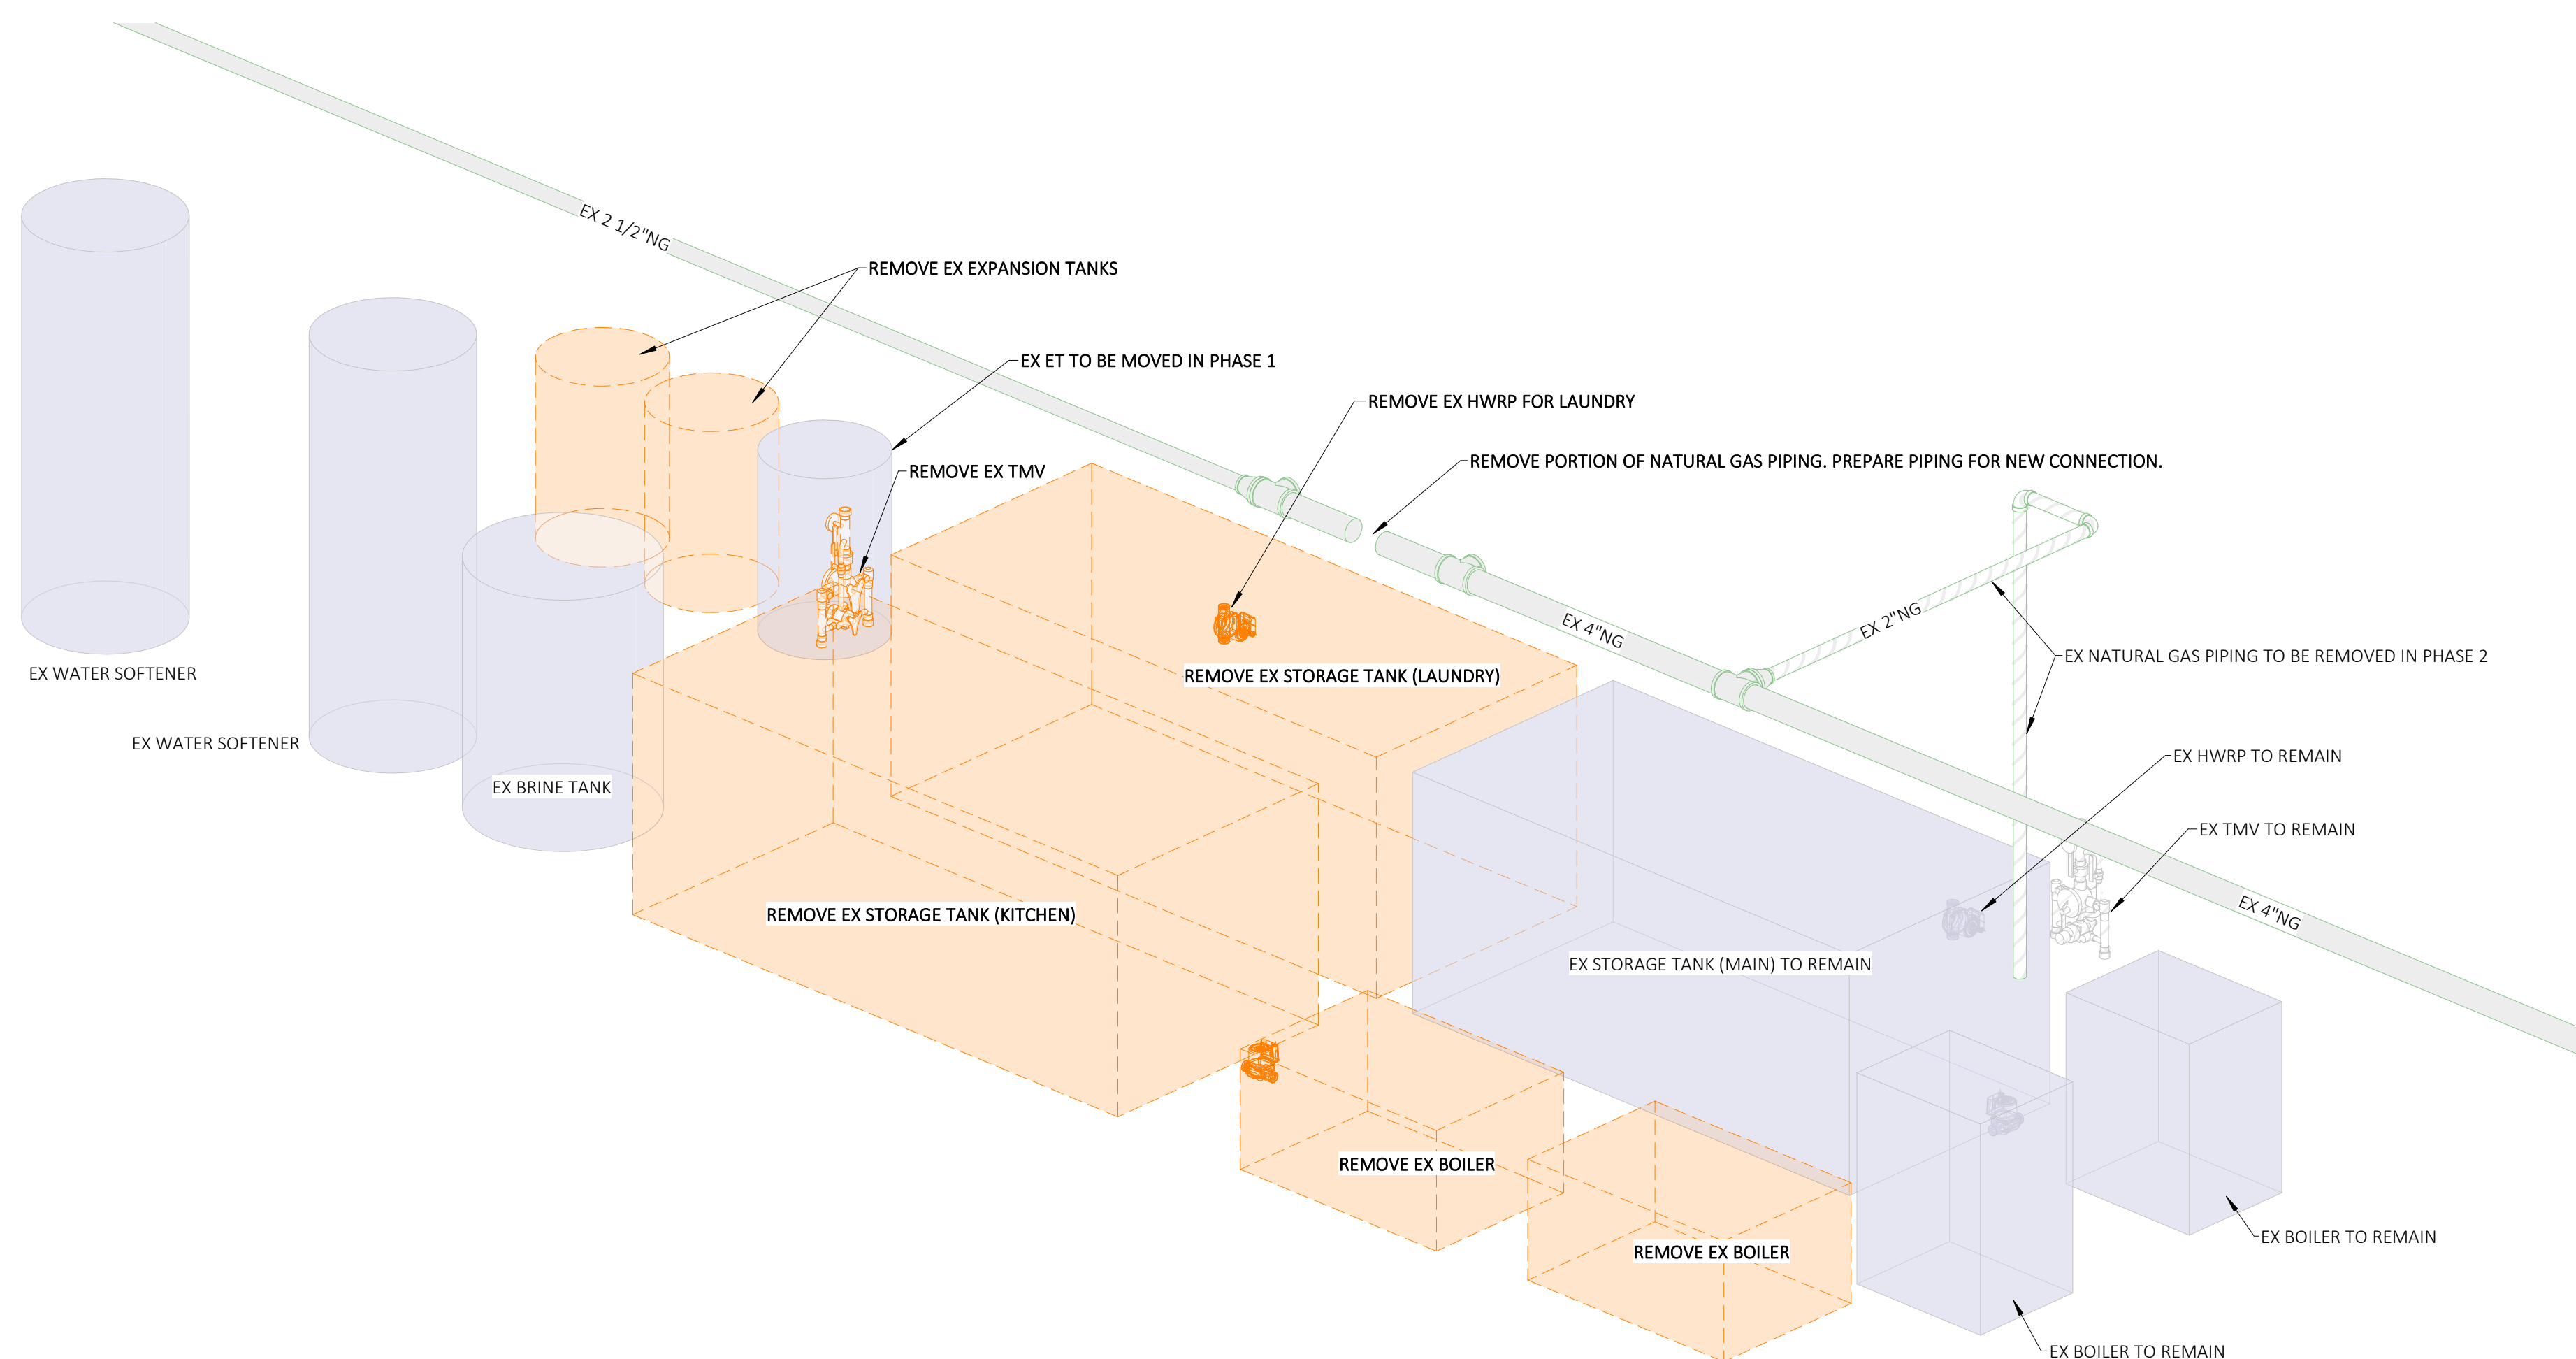 EX 2 1/2"NG
REMOVE EX EXPANSION TANKS
EX ET TO BE MOVED IN PHASE 1
REMOVE EX HWRP FOR LAUNDRY
REMOVE PORTION OF NATURAL GAS PIPING. PREPARE PIPING FOR NEW CONNECTION.
REMOVE EX TMV
EX 4"NG
EX 2"NG
EX NATURAL GAS PIPING TO BE REMOVED IN PHASE 2
EX WATER SOFTENER
REMOVE EX STORAGE TANK (LAUNDRY)
EX WATER SOFTENER
EX HWRP TO REMAIN
EX BRINE TANK
EX TMV TO REMAIN
REMOVE EX STORAGE TANK (KITCHEN)
EX 4"NG
EX STORAGE TANK (MAIN) TO REMAIN
REMOVE EX BOILER
EX BOILER TO REMAIN
REMOVE EX BOILER
EX BOILER TO REMAIN